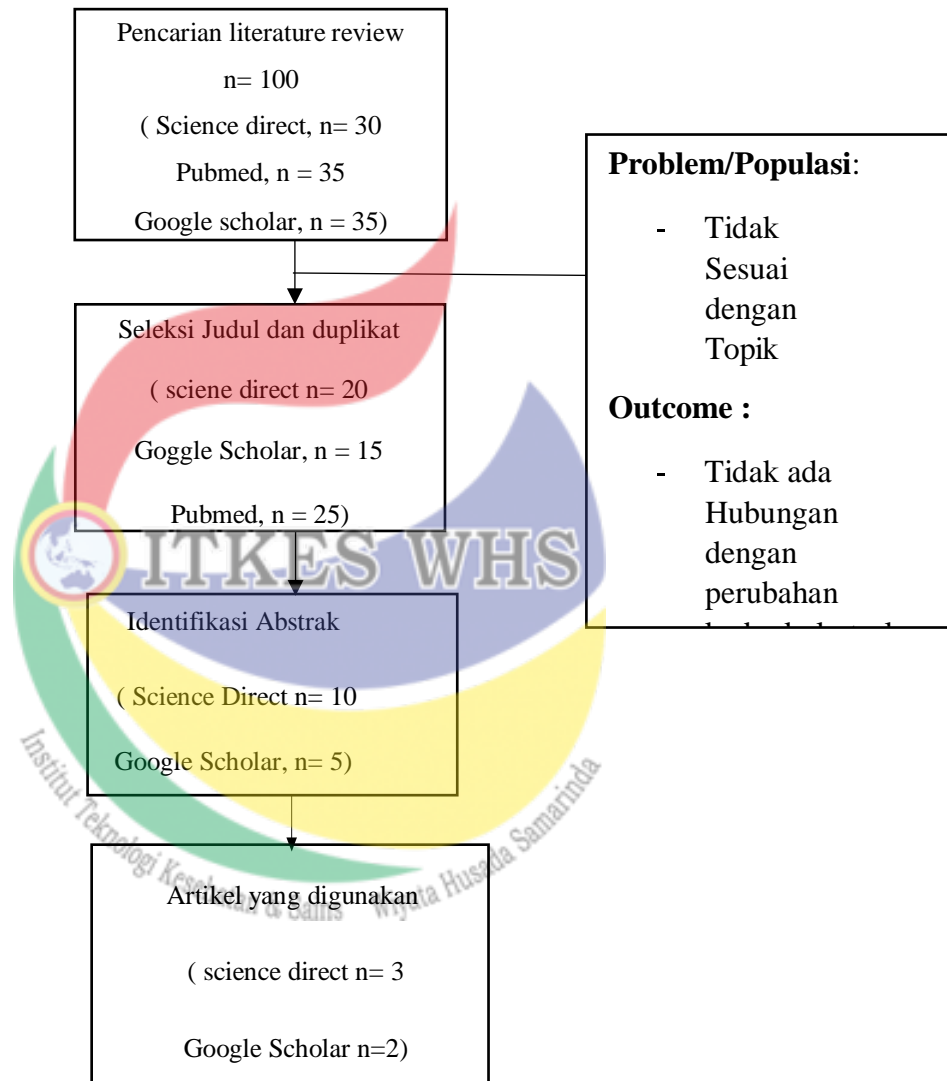 Pencarian literature review
n= 100
( Science direct, n= 30
Pubmed, n = 35
Google scholar, n = 35)
Problem/Populasi:
- Tidak
Sesuai
dengan
Topik
Outcome :
- Tidak ada
Hubungan
dengan
perubahan
Seleksi Judul dan duplikat
( sciene direct n= 20
Goggle Scholar, n = 15
Pubmed, n = 25)
ITKES WHS
Identifikasi Abstrak
( Science Direct n= 10
Google Scholar, n= 5)
Institut Teknologi Kesehatan & Sains Wiyata Husada Samarinda
Artikel yang digunakan
( science direct n= 3
Google Scholar n=2)